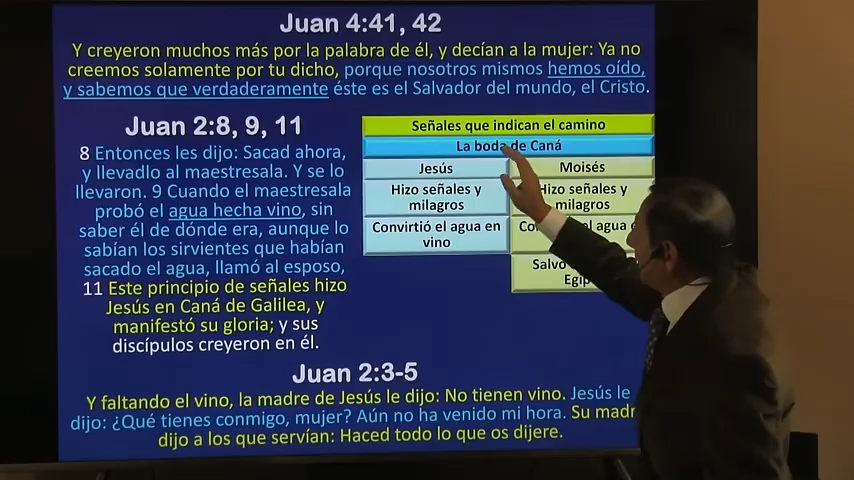 Juan 4:41, 42
Y creyeron muchos más por la palabra de él, y decían a la mujer: Ya no
creemos solamente por tu dicho, porque nosotros mismos hemos oído,
y sabemos que verdaderamente éste es el Salvador del mundo, el Cristo.
Juan 2:8, 9, 11
8 Entonces les dijo: Sacad ahora,
y llevadlo al maestresala. Y se lo
llevaron. 9 Cuando el maestresala
probó el agua hecha vino, sin
saber él de dónde era, aunque lo
sabían los sirvientes que habían
sacado el agua, llamó al esposo,
11 Este principio de señales hizo
Jesús en Caná de Galilea, y
manifestó su gloria; y sus
discípulos creyeron en él.
Señales que indican el camino
La boda de Caná
Jesús
Moisés
Hizo señales y
milagros
Hizo señales y
milagros
Convirtió el agua en
vino
el agua
Juan 2:3-5
Y faltando el vino, la madre de Jesús le dijo: No tienen vino. Jesús le
dijo: ¿Qué tienes conmigo, mujer? Aún no ha venido mi hora. Su
dijo a los que servían: Haced todo lo que os dijere.